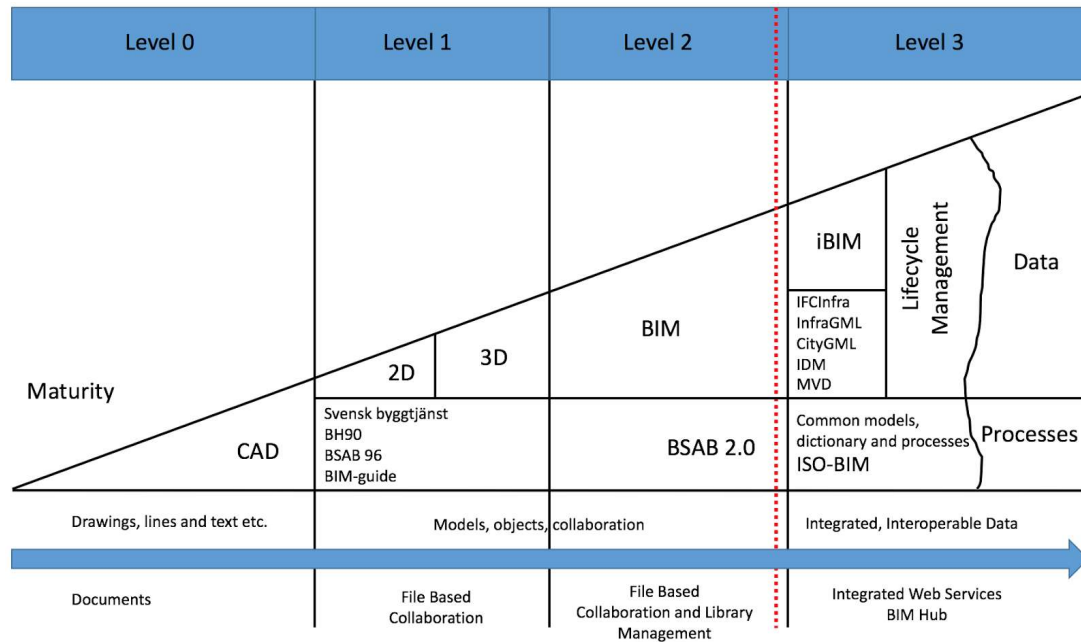 Level 0
Level 1
Level 2
Level 3
Maturity
CAD
2D
3D
Svensk byggtjänst
BH90
BSAB 96
BIM-guide
BIM
BSAB 2.0
iBIM
IFCInfra
InfraGML
CityGML
IDM
MVD
Lifecycle
Management
Data
Common models,
dictionary and processes
ISO-BIM
Processes
Drawings, lines and text etc.
Models, objects, collaboration
Integrated, Interoperable Data
Documents
File Based
Collaboration
File Based
Collaboration and Library
Management
Integrated Web Services
BIM Hub